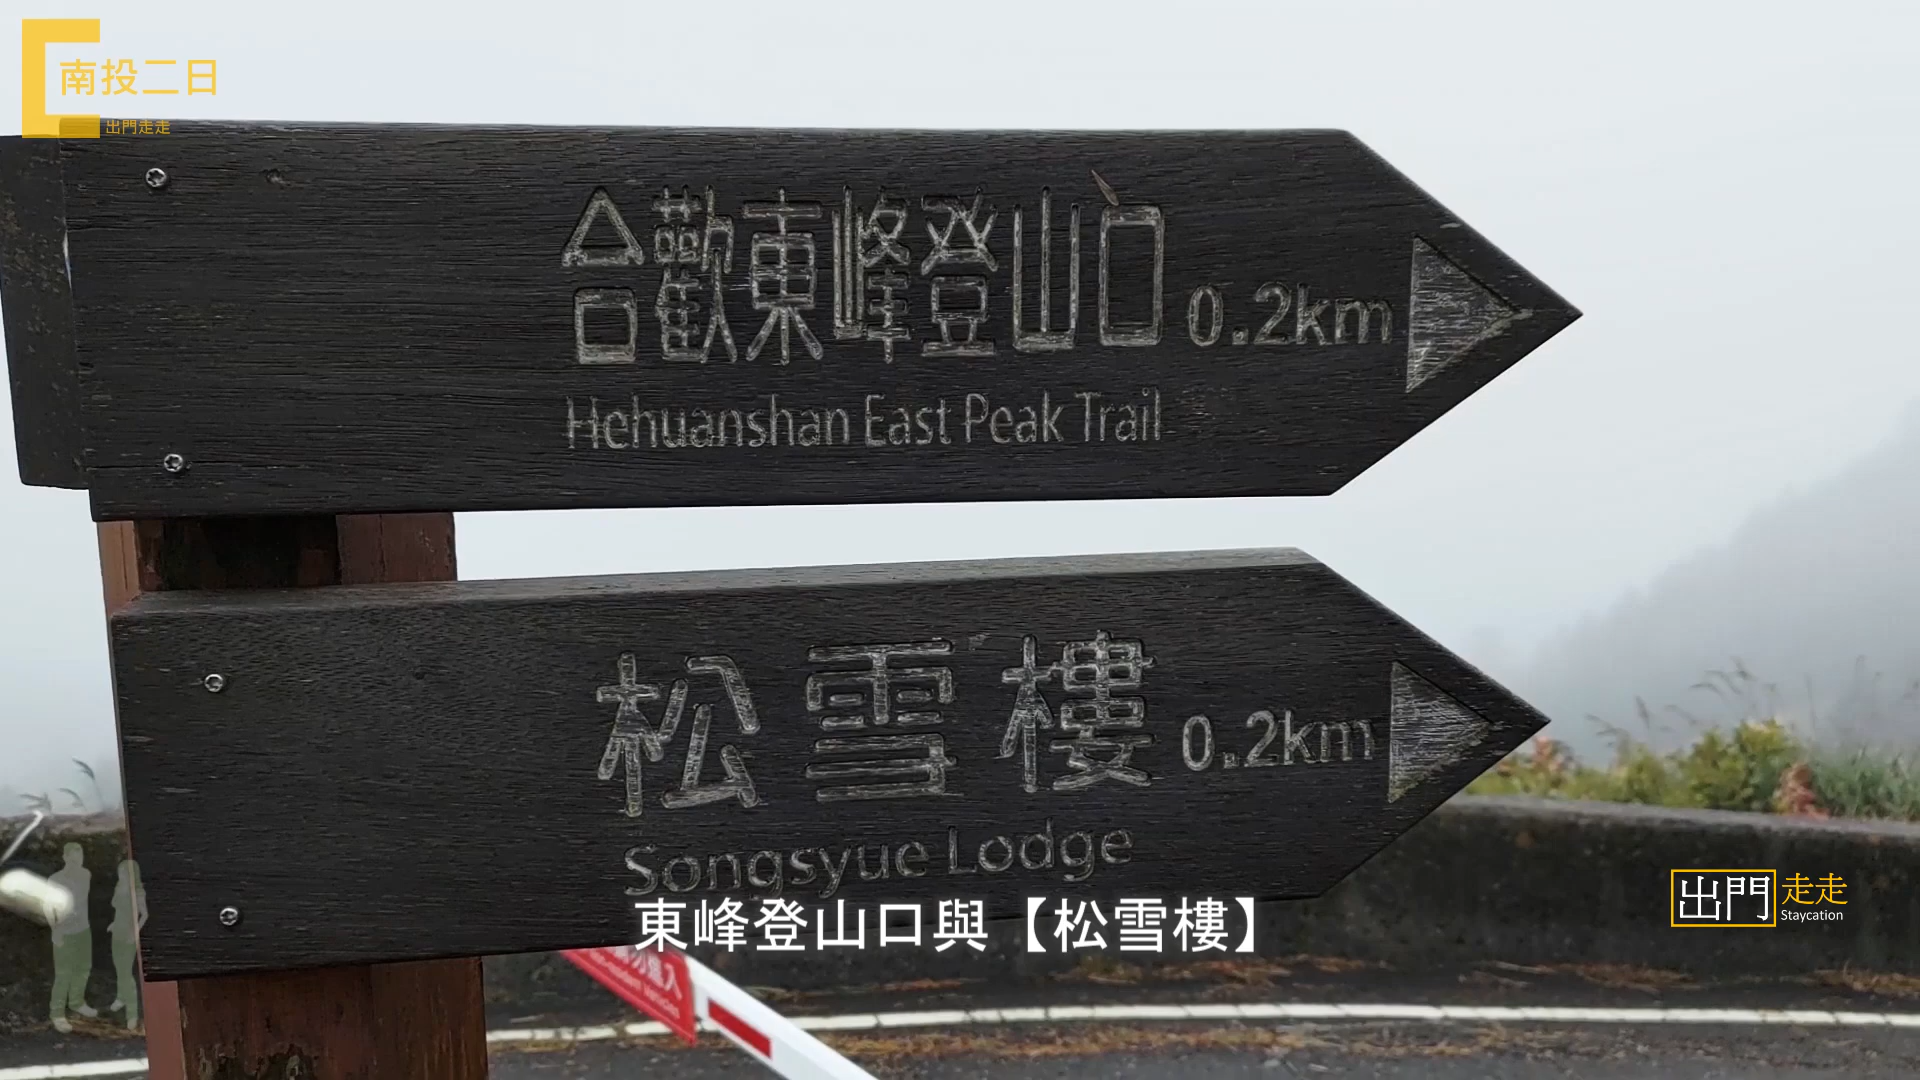 南投二日
出門走走
合歡東峰登山口 0.2km
Hehuanshan East Peak Trail
松雪樓 0.2km
Songsyue Lodge
東峰登山口與【松雪樓】
出門走走
Staycation